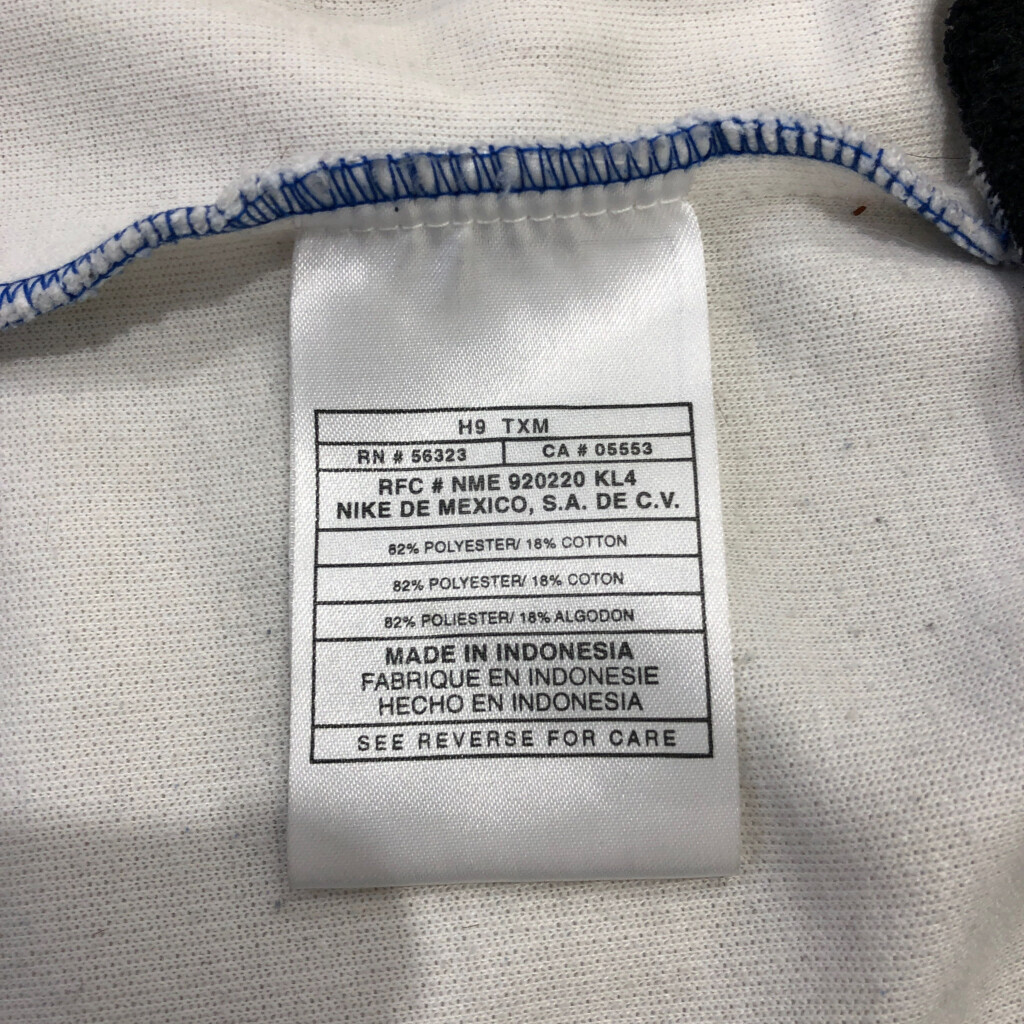 H9 TXM
RN # 56323 CA # 05553
RFC # NME 920220 KL4
NIKE DE MEXICO, S.A. DE C.V.
82% POLYESTER/ 18% COTTON
82% POLYESTER/ 18% COTON
82% POLIESTER/ 18% ALGODON
MADE IN INDONESIA
FABRIQUE EN INDONESIE
HECHO EN INDONESIA
SEE REVERSE FOR CARE